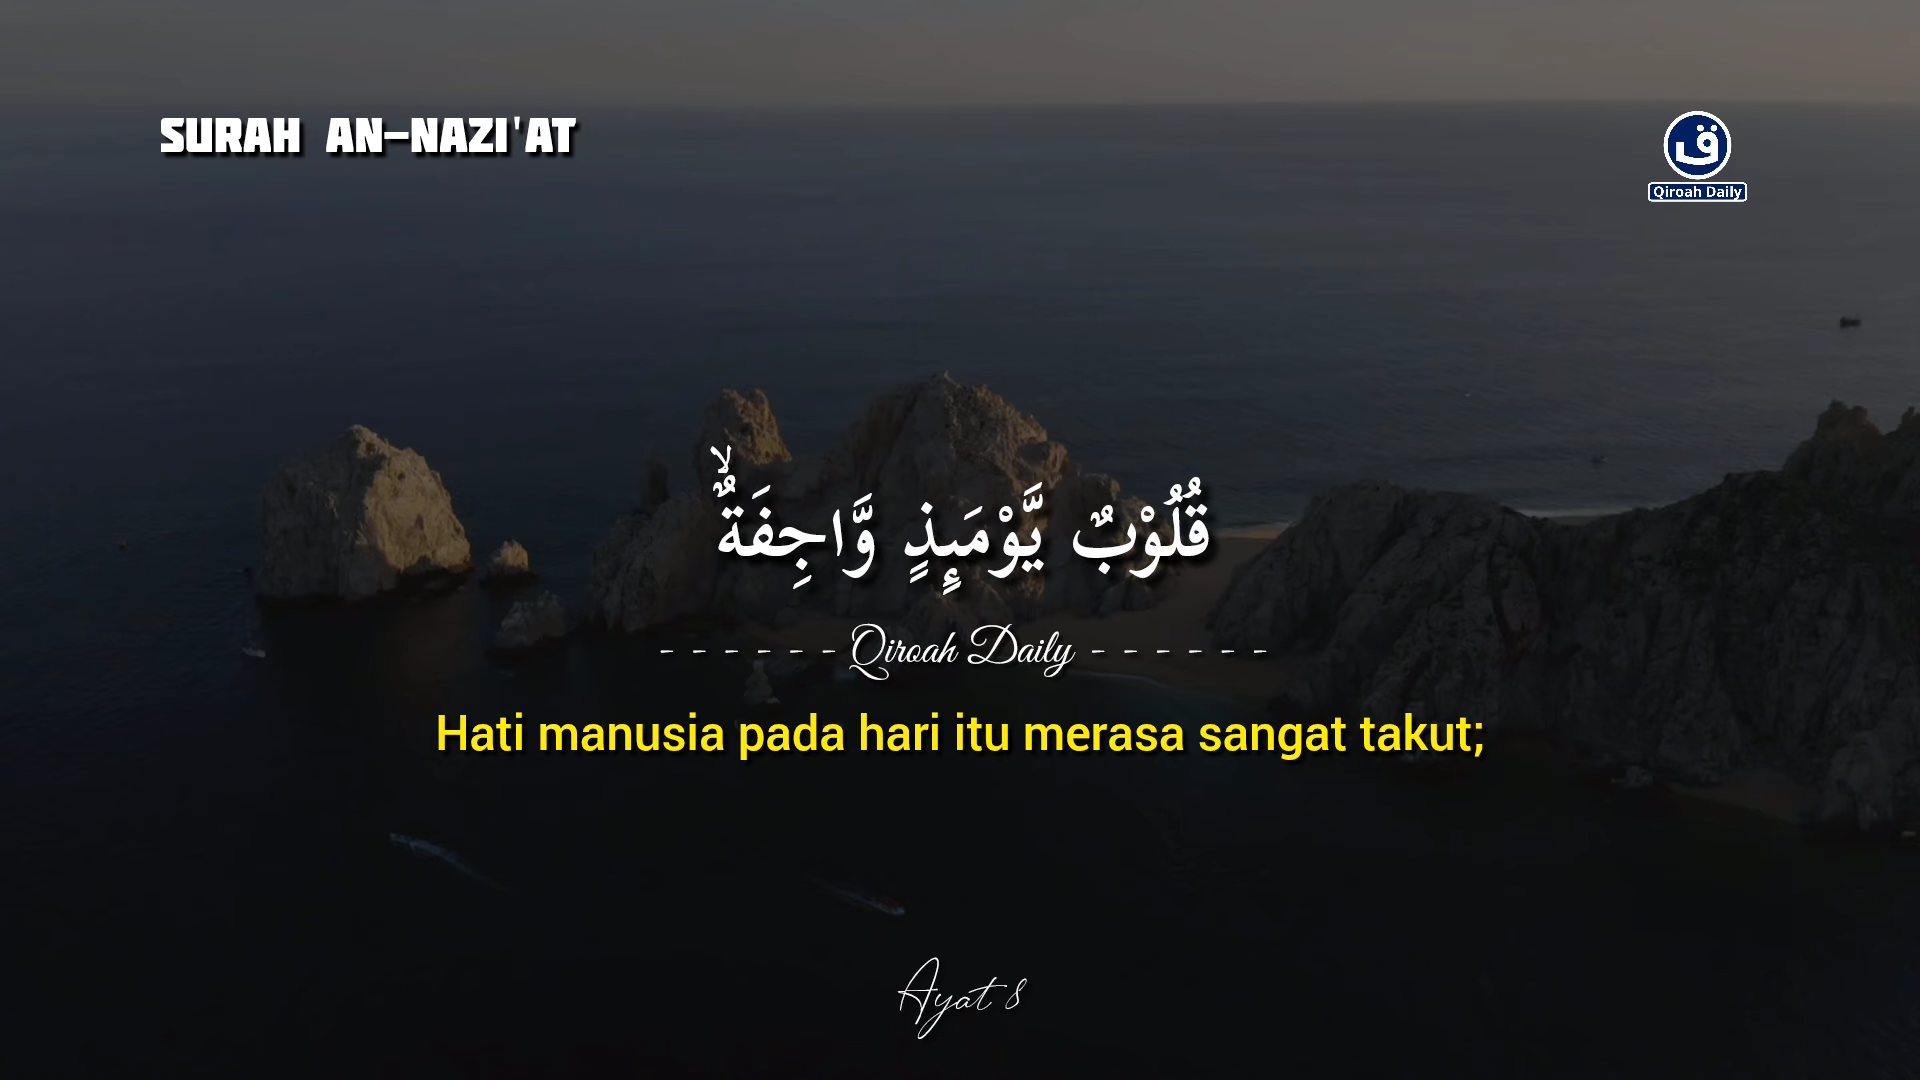 SURAH AN-NAZI'AT
ق
Qiroah Daily
قُلُوْبٌ يَّوْمَىِٕذٍ وَّاجِفَةٌۙ
- - - - - - Qiroah Daily - - - - - -
Hati manusia pada hari itu merasa sangat takut;
Ayat 8